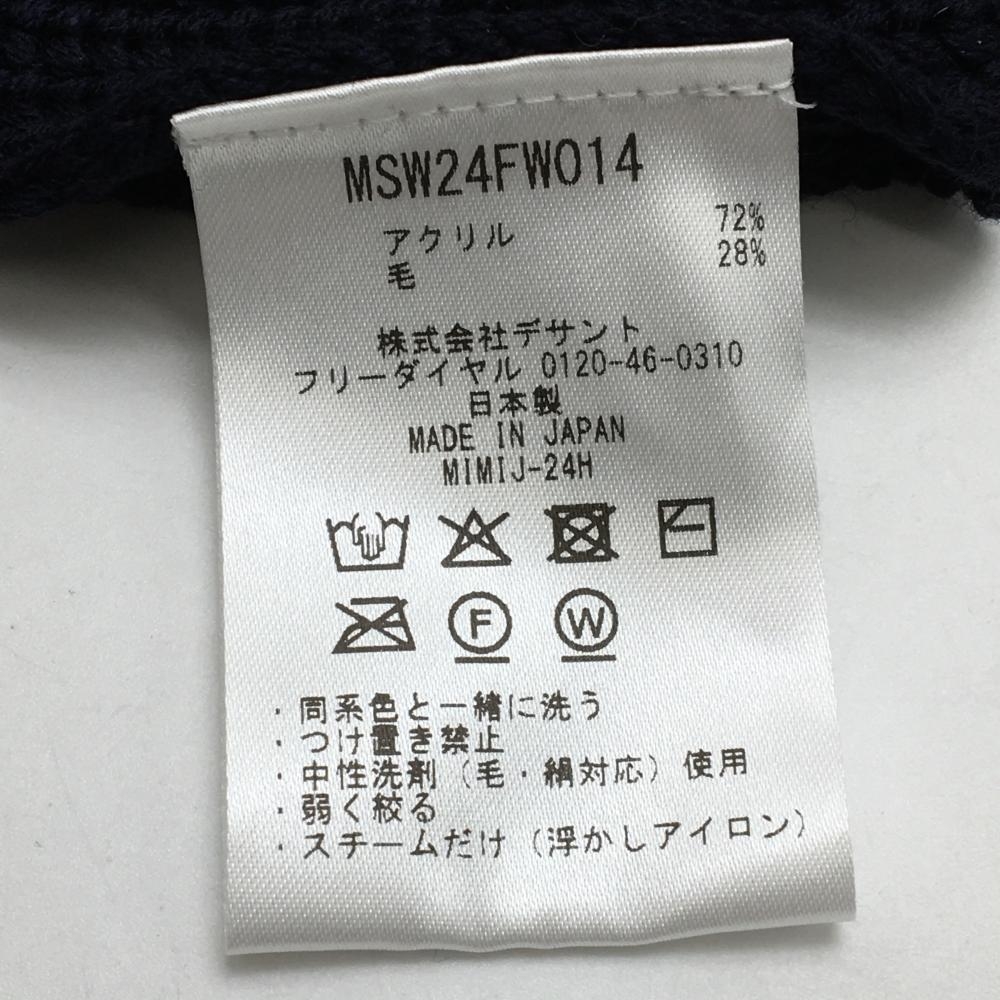 MSW24FW014
アクリル 72%
毛 28%
株式会社デサント
フリーダイヤル 0120-46-0310
日本製
MADE IN JAPAN
MIMIJ-24H
F W
・同系色と一緒に洗う
・つけ置き禁止
・中性洗剤（毛・絹対応）使用
・弱く絞る
・スチームだけ（浮かしアイロン）